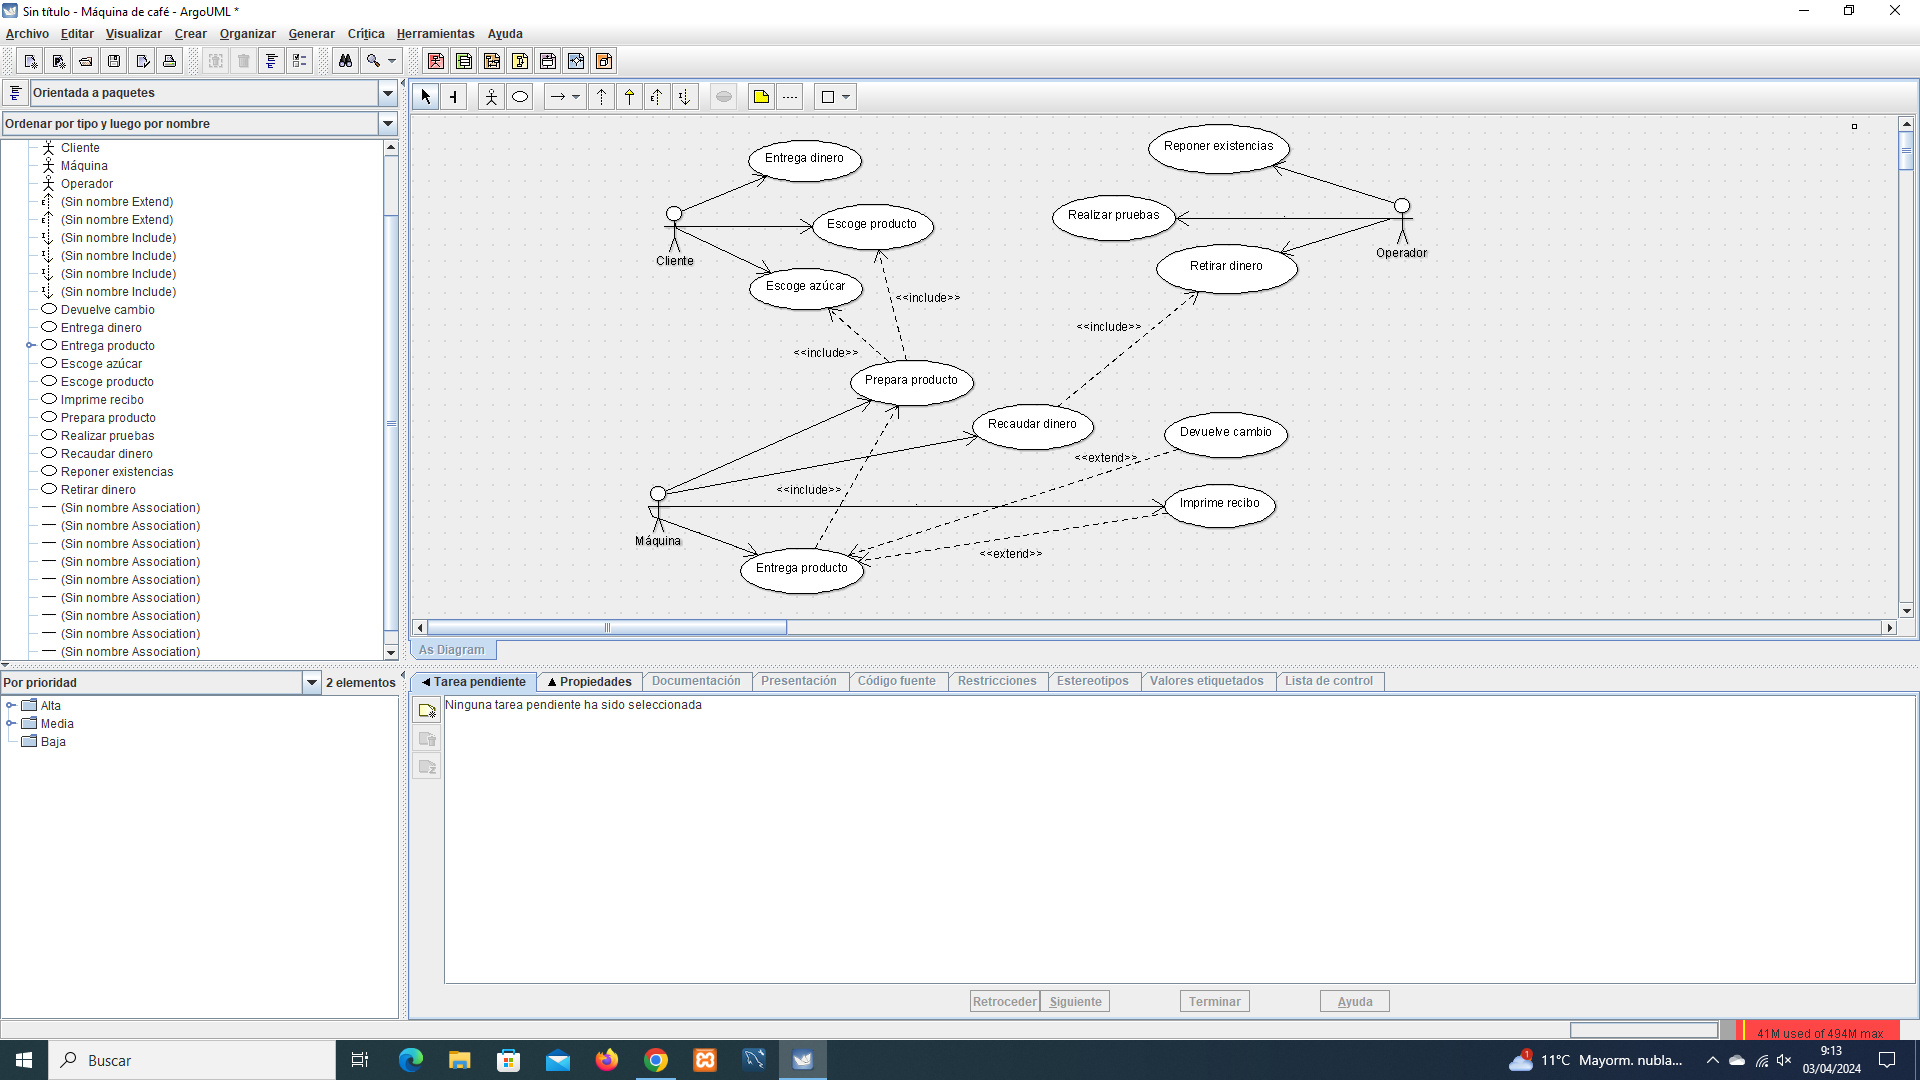 Sin título - Máquina de café - ArgoUML *
Archivo Editar Visualizar Crear Organizar Generar Crítica Herramientas Ayuda
Orientada a paquetes
Ordenar por tipo y luego por nombre
Cliente
Máquina
Operador
(Sin nombre Extend)
(Sin nombre Extend)
(Sin nombre Include)
(Sin nombre Include)
(Sin nombre Include)
(Sin nombre Include)
Devuelve cambio
Entrega dinero
Entrega producto
Escoge azúcar
Escoge producto
Imprime recibo
Prepara producto
Realizar pruebas
Recaudar dinero
Reponer existencias
Retirar dinero
(Sin nombre Association)
(Sin nombre Association)
(Sin nombre Association)
(Sin nombre Association)
(Sin nombre Association)
(Sin nombre Association)
(Sin nombre Association)
(Sin nombre Association)
(Sin nombre Association)
Entrega dinero
Reponer existencias
Realizar pruebas
Escoge producto
Operador
Cliente
Retirar dinero
Escoge azúcar
<<include>>
<<include>>
<<include>>
Prepara producto
Recaudar dinero
Devuelve cambio
<<extend>>
<<include>>
Imprime recibo
Máquina
<<extend>>
Entrega producto
As Diagram
Por prioridad
2 elementos
Alta
Media
Baja
Tarea pendiente Propiedades Documentación Presentación Código fuente Restricciones Estereotipos Valores etiquetados Lista de control
Ninguna tarea pendiente ha sido seleccionada
Retroceder Siguiente Terminar Ayuda
41M used of 494M max
Buscar
1
11°C Mayorm. nubla...
9:13
03/04/2024